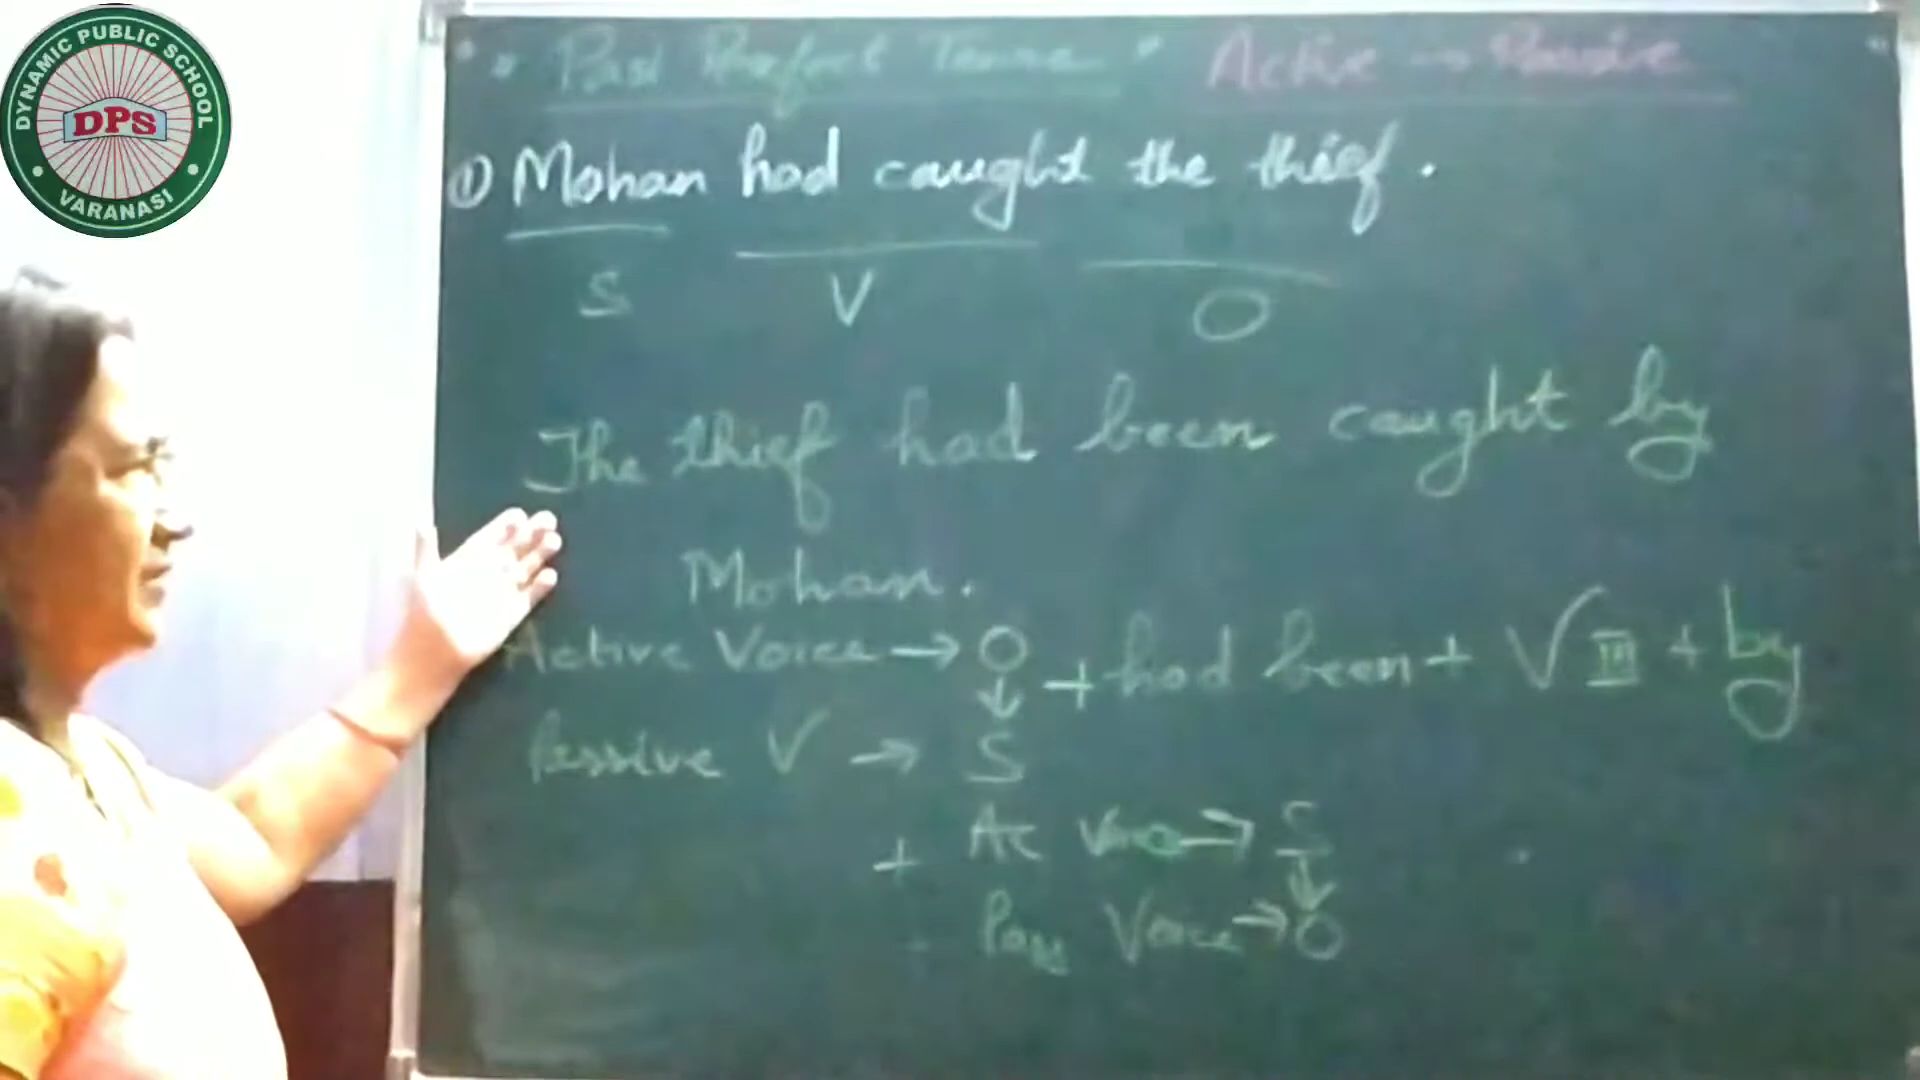 DYNAMIC PUBLIC SCHOOL
DPS
VARANASI
Past Perfect Tense Active → Passive
① Mohan had caught the thief.
S V O
The thief had been caught by
Mohan.
Active Voice → O + had been + V III + by
↓
Passive V → S
+ Ac Voice → S
↓
Pass Voice → O